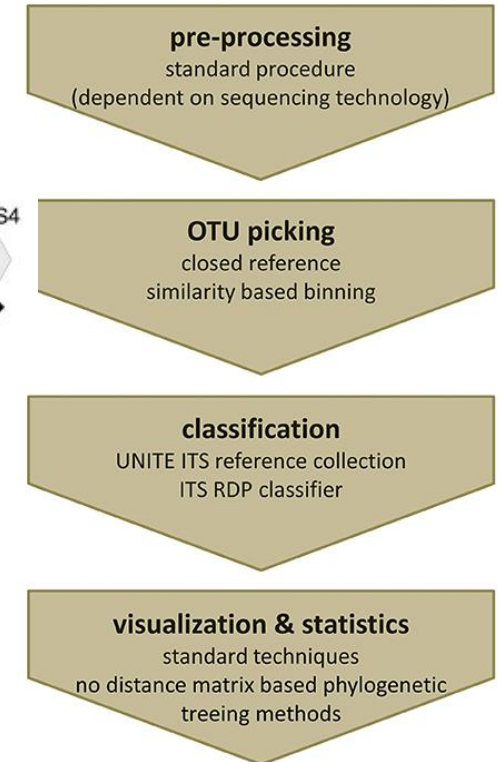 pre-processing
standard procedure
(dependent on sequencing technology)
S4
OTU picking
closed reference
similarity based binning
classification
UNITE ITS reference collection
ITS RDP classifier
visualization & statistics
standard techniques
no distance matrix based phylogenetic
treeing methods